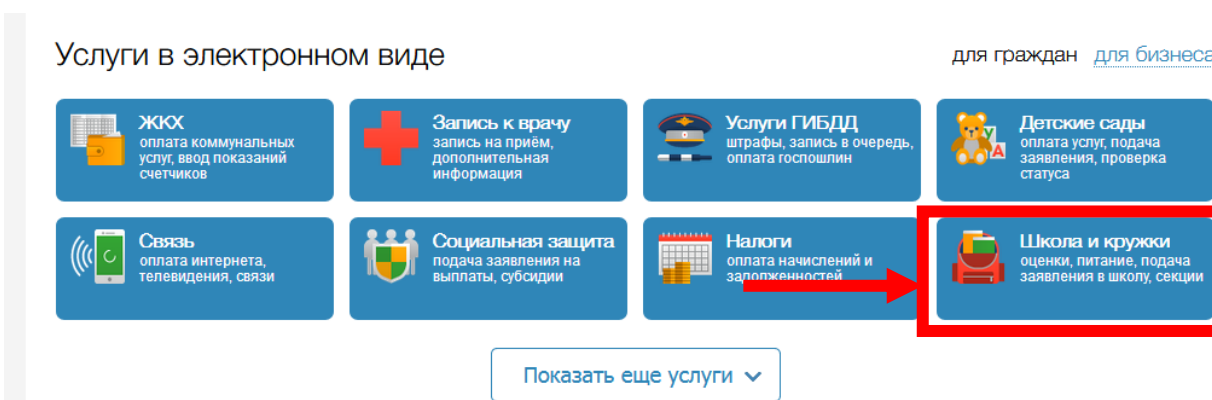 Услуги в электронном виде
для граждан для бизнеса
ЖКХ
оплата коммунальных
услуг, ввод показаний
счетчиков
Запись к врачу
запись на приём,
дополнительная
информация
Услуги ГИБДД
штрафы, запись в очередь,
оплата госпошлин
Детские сады
оплата услуг, подача
заявления, проверка
статуса
Связь
оплата интернета,
телевидения, связи
Социальная защита
подача заявления на
выплаты, субсидии
Налоги
оплата начислений и
задолженностей
Школа и кружки
оценки, питание, подача
заявления в школу, секции
Показать еще услуги